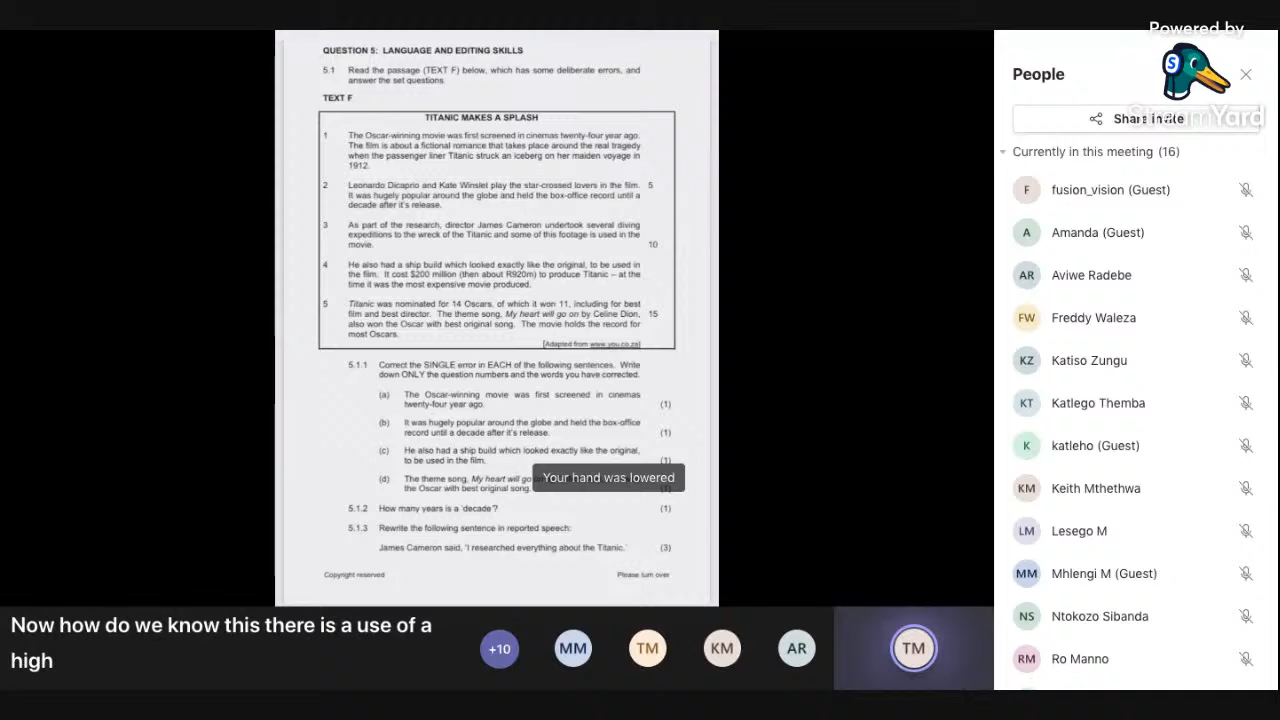 QUESTION 5: LANGUAGE AND EDITING SKILLS
5.1 Read the passage (TEXT F) below, which has some deliberate errors, and
answer the set questions.
TEXT F
TITANIC MAKES A SPLASH
1 The Oscar-winning movie was first screened in cinemas twenty-four year ago.
The film is about a fictional romance that takes place around the real tragedy
when the passenger liner Titanic struck an iceberg on her maiden voyage in
1912.
2 Leonardo Dicaprio and Kate Winslet play the star-crossed lovers in the film. 5
It was hugely popular around the globe and held the box-office record until a
decade after it's release.
3 As part of the research, director James Cameron undertook several diving
expeditions to the wreck of the Titanic and some of this footage is used in the
movie. 10
4 He also had a ship build which looked exactly like the original, to be used in
the film. It cost $200 million (then about R920m) to produce Titanic – at the
time it was the most expensive movie produced.
5 Titanic was nominated for 14 Oscars, of which it won 11, including for best
film and best director. The theme song, My heart will go on by Celine Dion, 15
also won the Oscar with best original song. The movie holds the record for
most Oscars.
[Adapted from www.you.co.za]
5.1.1 Correct the SINGLE error in EACH of the following sentences. Write
down ONLY the question numbers and the words you have corrected.
(a) The Oscar-winning movie was first screened in cinemas
twenty-four year ago. (1)
(b) It was hugely popular around the globe and held the box-office
record until a decade after it's release. (1)
(c) He also had a ship build which looked exactly like the original,
to be used in the film. (1)
(d) The theme song, My heart will go
the Oscar with best original song.
5.1.2 How many years is a 'decade'? (1)
5.1.3 Rewrite the following sentence in reported speech:
James Cameron said, 'I researched everything about the Titanic.' (3)
Copyright reserved Please turn over
Your hand was lowered
Now how do we know this there is a use of a
high
+10 MM TM KM AR TM
Powered by
StreamYard
S
People
Share invite
Currently in this meeting (16)
F fusion_vision (Guest)
A Amanda (Guest)
AR Aviwe Radebe
FW Freddy Waleza
KZ Katiso Zungu
KT Katlego Themba
K katleho (Guest)
KM Keith Mthethwa
LM Lesego M
MM Mhlengi M (Guest)
NS Ntokozo Sibanda
RM Ro Manno